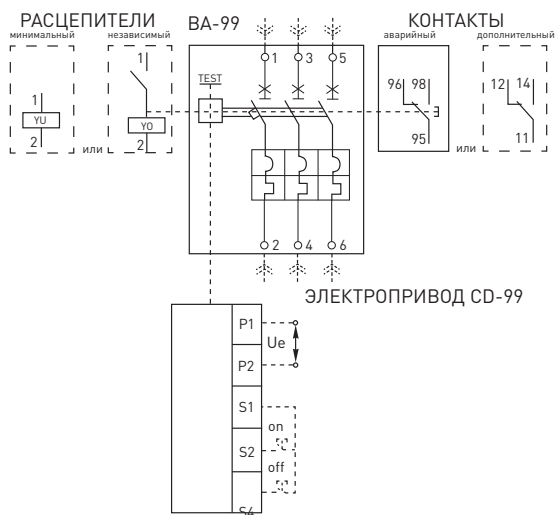 РАСЦЕПИТЕЛИ
минимальный
независимый
ВА-99
КОНТАКТЫ
аварийный
дополнительный
1
3
5
TEST
1
YU
2
или
1
YO
2
96
98
95
или
12
14
11
2
4
6
ЭЛЕКТРОПРИВОД CD-99
P1
Ue
P2
S1
on
S2
off
S4